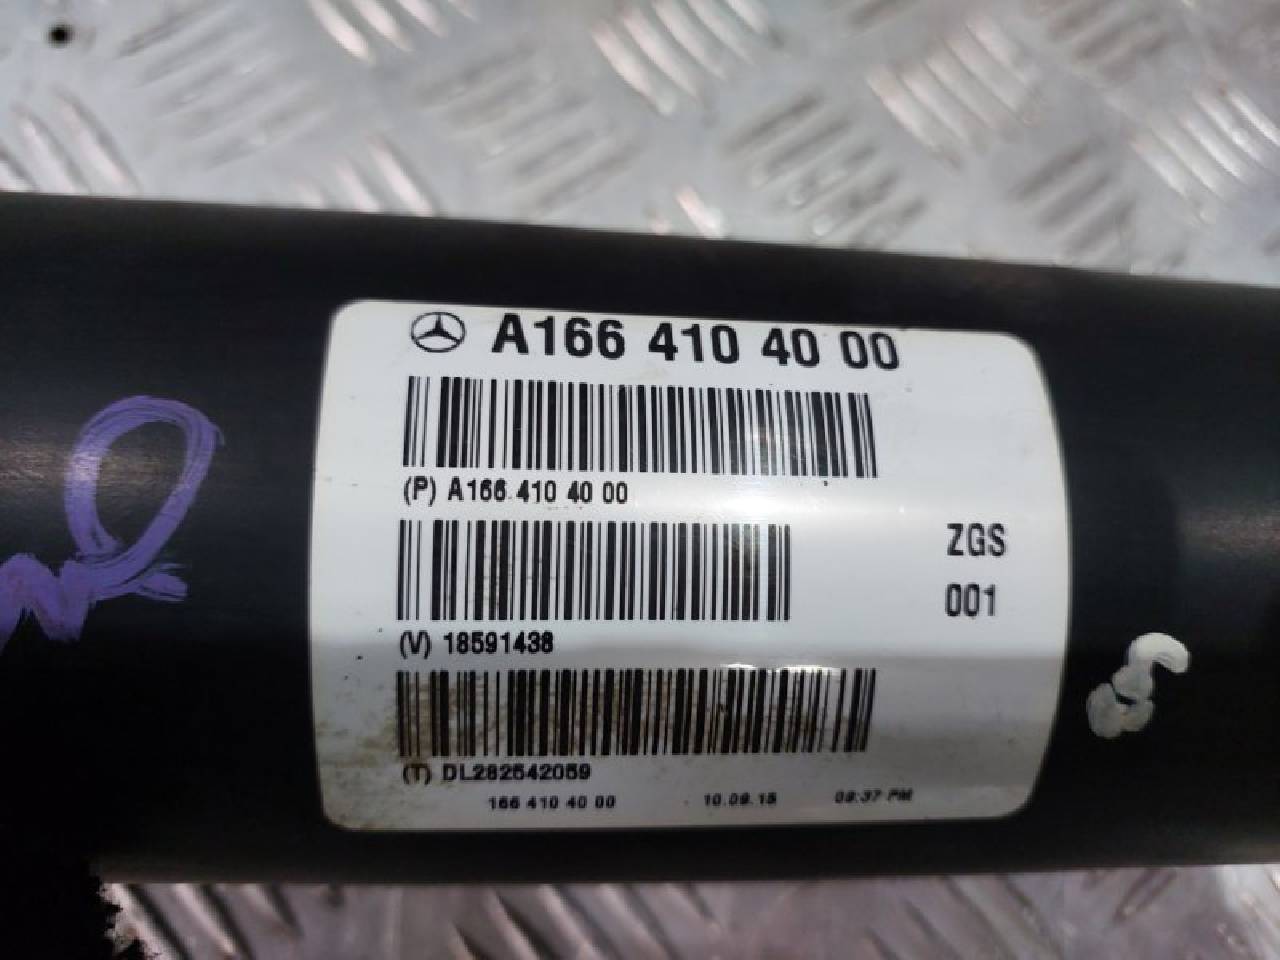 A166 410 40 00
(P) A166 410 40 00
ZGS
001
(V) 18591438
(T) DL282542059
166 410 40 00 10.09.15 09:37 PM